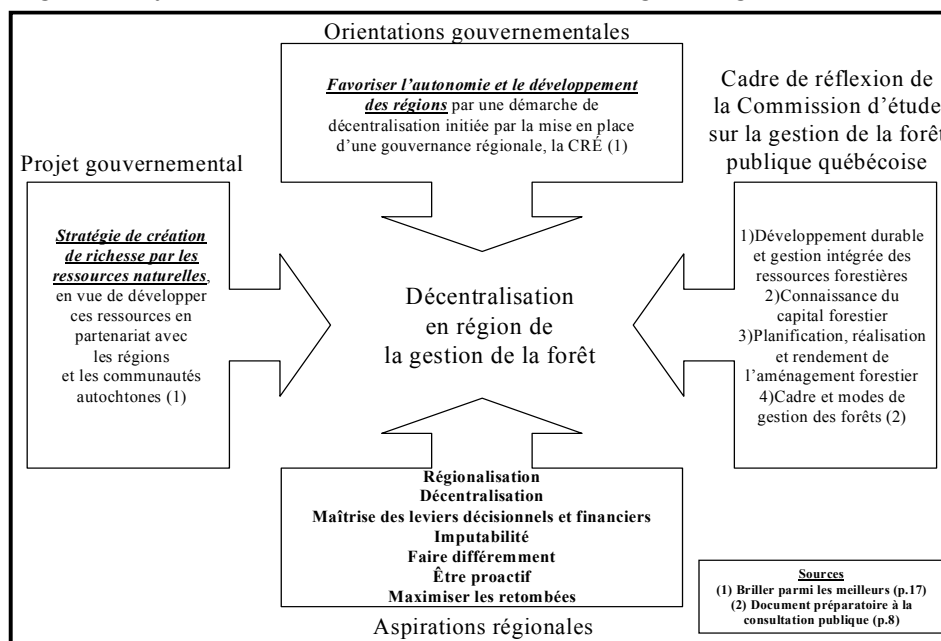 Orientations gouvernementales
Favoriser l'autonomie et le développement
des régions par une démarche de
décentralisation initiée par la mise en place
d'une gouvernance régionale, la CRÉ (1)
Cadre de réflexion de
la Commission d'étude
sur la gestion de la forêt
publique québécoise
Projet gouvernemental
Stratégie de création
de richesse par les
ressources naturelles,
en vue de développer
ces ressources en
partenariat avec
les régions
et les communautés
autochtones (1)
Décentralisation
en région de
la gestion de la forêt
1)Développement durable
et gestion intégrée des
ressources forestières
2)Connaissance du
capital forestier
3)Planification, réalisation
et rendement de
l'aménagement forestier
4)Cadre et modes de
gestion des forêts (2)
Régionalisation
Décentralisation
Maîtrise des leviers décisionnels et financiers
Imputabilité
Faire différemment
Être proactif
Maximiser les retombées
Aspirations régionales
Sources
(1) Briller parmi les meilleurs (p.17)
(2) Document préparatoire à la
consultation publique (p.8)